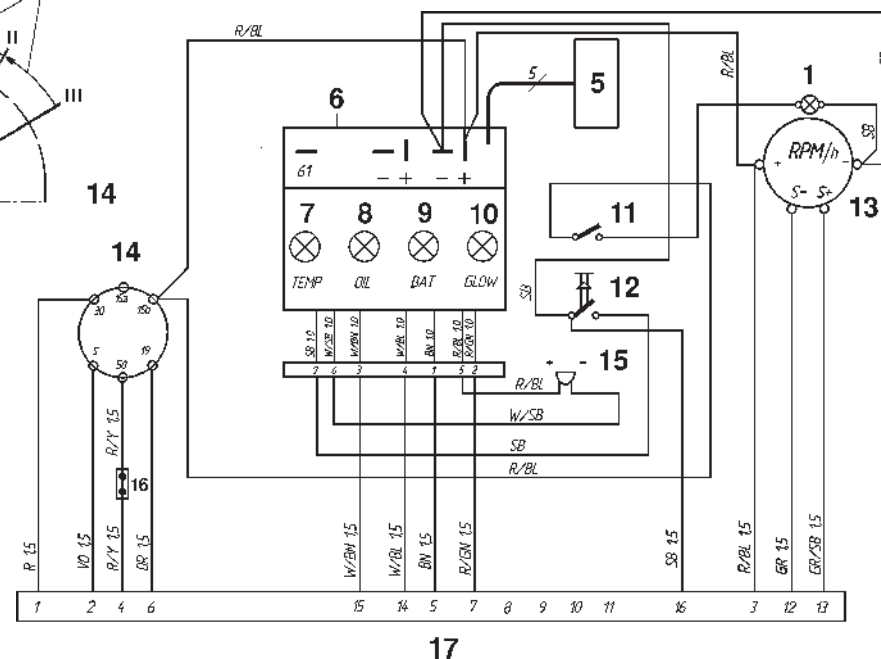 II
III
R/BL
5
5
R/BL
1
SB
6
61
- + - +
RPM/h
+ -
S- S+
13
14
14
7 8 9 10
TEMP OIL BAT GLOW
11
SB
12
30 15a 15b
5 50 19
SB 1.0
W/SB 1.0
W/BN 1.0
W/BL 1.0
BN 1.0
R/BL 1.0
R/GN 1.0
+ -
15
7 6 3 4 1 5 2
R/BL
W/SB
SB
R/BL
R/Y 1,5
16
R 1,5
VO 1,5
R/Y 1,5
OR 1,5
W/BN 1,5
W/BL 1,5
BN 1,5
R/GN 1,5
SB 1,5
R/BL 1,5
GR 1,5
GR/SB 1,5
1 2 4 6 15 14 5 7 8 9 10 11 16 3 12 13
17